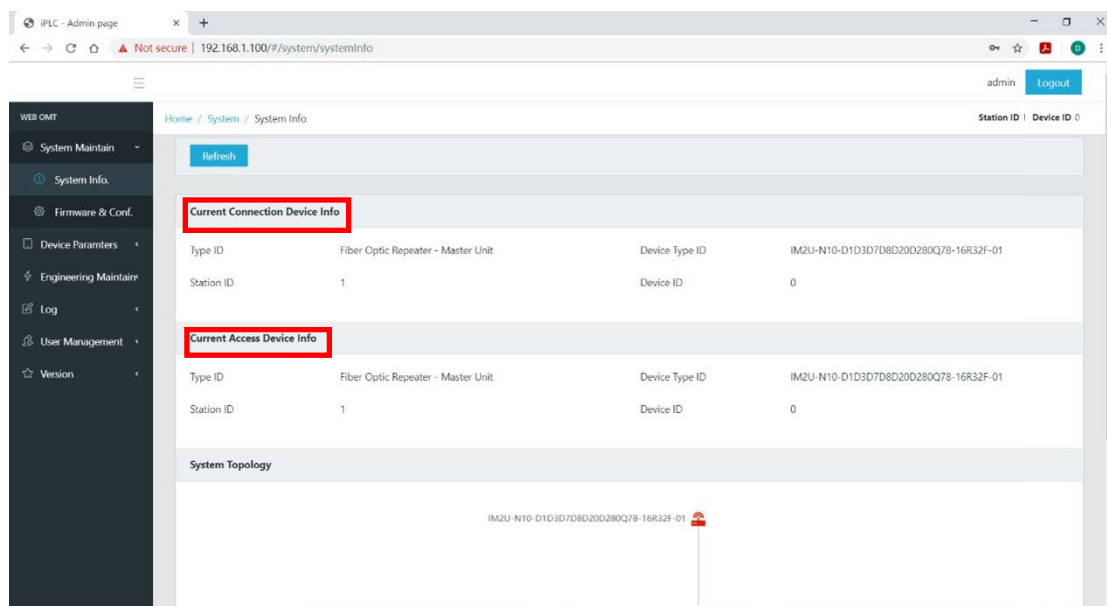 iPLC - Admin page
Not secure | 192.168.1.100/#/system/systemInfo
D
admin Logout
WEB OMT
Home / System / System Info
Station ID 1 Device ID 0
System Maintain
Refresh
System Info.
Firmware & Conf.
Current Connection Device Info
Device Paramters
Type ID Fiber Optic Repeater - Master Unit Device Type ID IM2U-N10-D1D3D7D8D20D280Q78-16R32F-01
Engineering Maintain
Station ID 1 Device ID 0
Log
User Management
Current Access Device Info
Version
Type ID Fiber Optic Repeater - Master Unit Device Type ID IM2U-N10-D1D3D7D8D20D280Q78-16R32F-01
Station ID 1 Device ID 0
System Topology
IM2U-N10-D1D3D7D8D20D280Q78-16R32F-01